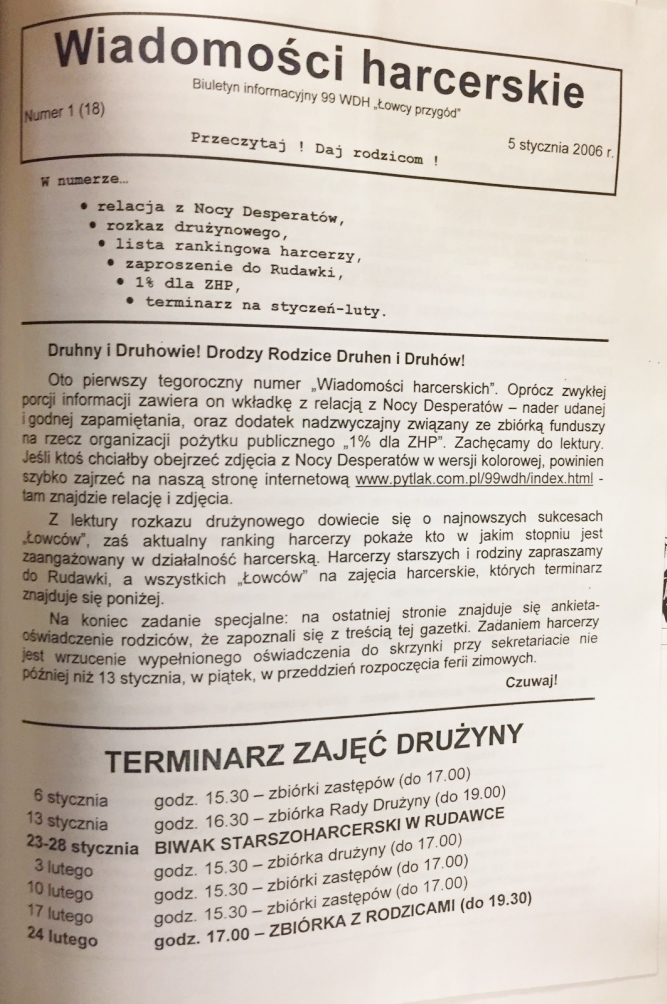 Wiadomości harcerskie
Biuletyn informacyjny 99 WDH „Łowcy przygód"
Numer 1 (18)
5 stycznia 2006 r.
Przeczytaj ! Daj rodzicom !
W numerze…
• relacja z Nocy Desperatów,
• rozkaz drużynowego,
• lista rankingowa harcerzy,
• zaproszenie do Rudawki,
• 1% dla ZHP,
• terminarz na styczeń-luty.
Druhny i Druhowie! Drodzy Rodzice Druhen i Druhów!
Oto pierwszy tegoroczny numer „Wiadomości harcerskich". Oprócz zwykłej
porcji informacji zawiera on wkładkę z relacją z Nocy Desperatów – nader udanej
i godnej zapamiętania, oraz dodatek nadzwyczajny związany ze zbiórką funduszy
na rzecz organizacji pożytku publicznego „1% dla ZHP". Zachęcamy do lektury.
Jeśli ktoś chciałby obejrzeć zdjęcia z Nocy Desperatów w wersji kolorowej, powinien
szybko zajrzeć na naszą stronę internetową www.pytlak.com.pl/99wdh/index.html -
tam znajdzie relację i zdjęcia.
Z lektury rozkazu drużynowego dowiecie się o najnowszych sukcesach
„Łowców", zaś aktualny ranking harcerzy pokaże kto w jakim stopniu jest
zaangażowany w działalność harcerską. Harcerzy starszych i rodziny zapraszamy
do Rudawki, a wszystkich „Łowców" na zajęcia harcerskie, których terminarz
znajduje się poniżej.
Na koniec zadanie specjalne: na ostatniej stronie znajduje się ankieta-
oświadczenie rodziców, że zapoznali się z treścią tej gazetki. Zadaniem harcerzy
jest wrzucenie wypełnionego oświadczenia do skrzynki przy sekretariacie nie
później niż 13 stycznia, w piątek, w przeddzień rozpoczęcia ferii zimowych.
Czuwaj!
TERMINARZ ZAJĘĆ DRUŻYNY
6 stycznia godz. 15.30 – zbiórki zastępów (do 17.00)
13 stycznia godz. 16.30 – zbiórka Rady Drużyny (do 19.00)
23-28 stycznia BIWAK STARSZOHARCERSKI W RUDAWCE
3 lutego godz. 15.30 – zbiórka drużyny (do 17.00)
10 lutego godz. 15.30 – zbiórki zastępów (do 17.00)
17 lutego godz. 15.30 – zbiórki zastępów (do 17.00)
24 lutego godz. 17.00 – ZBIÓRKA Z RODZICAMI (do 19.30)